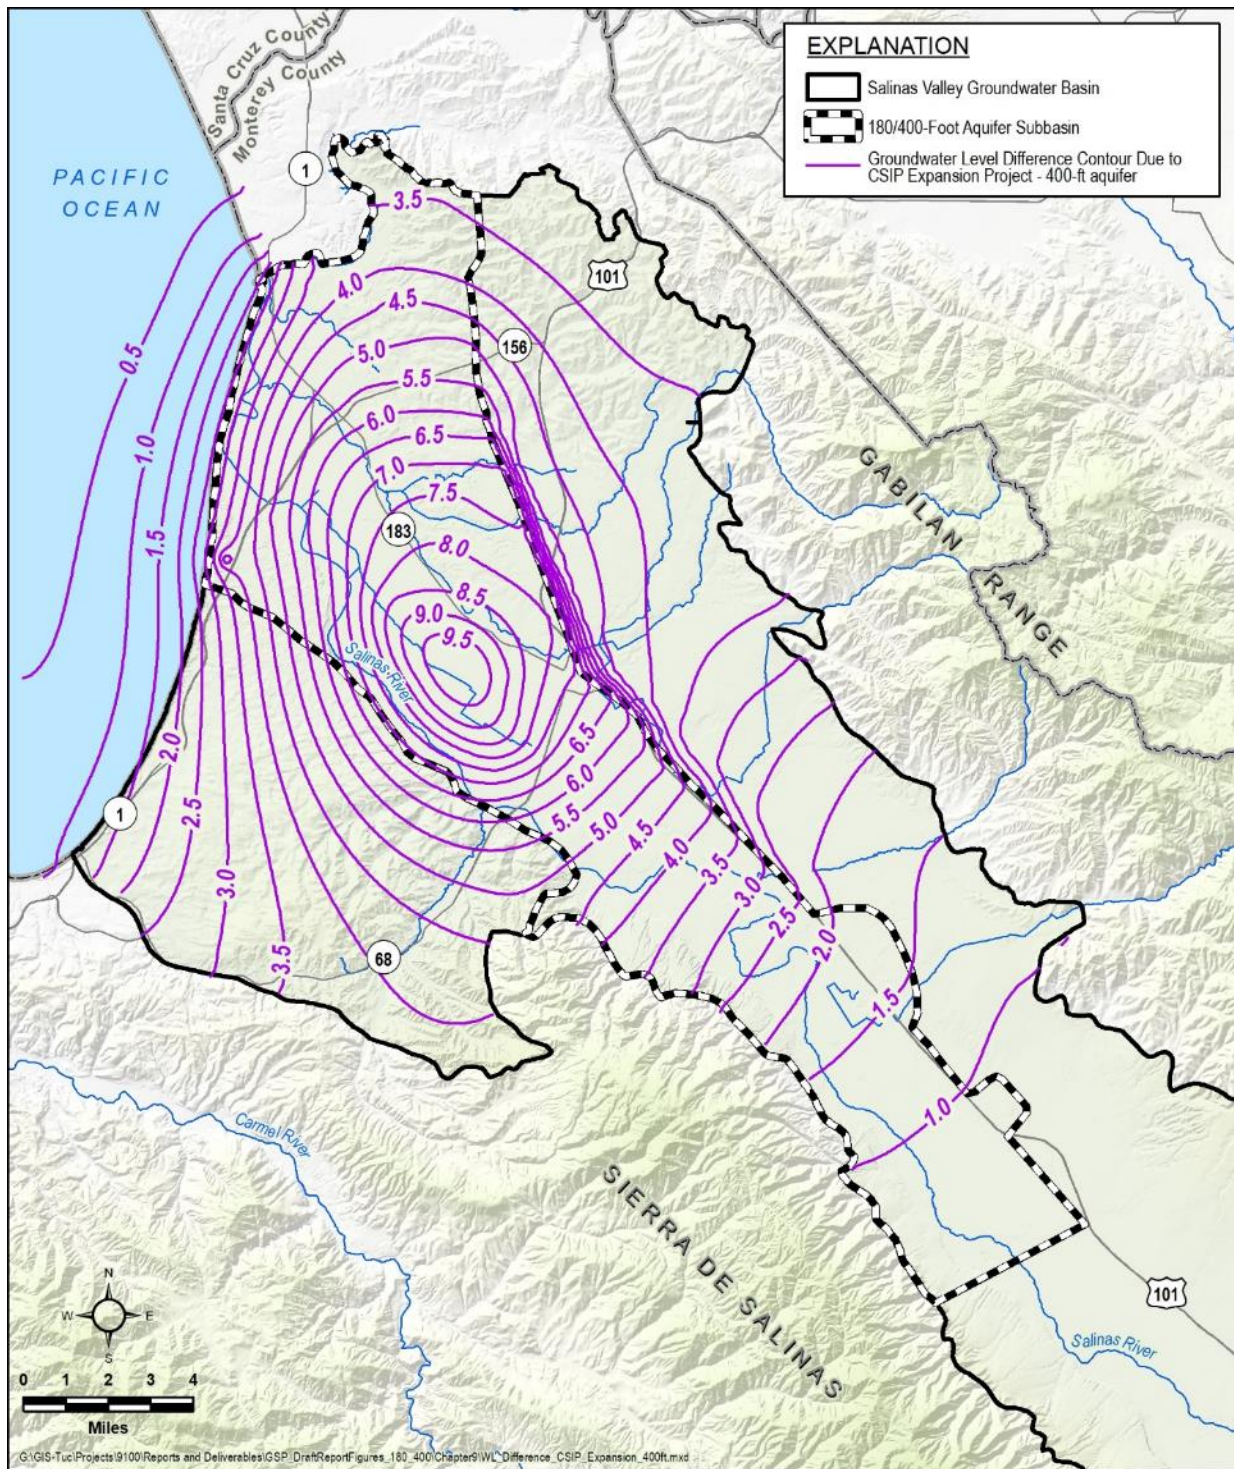 EXPLANATION
Salinas Valley Groundwater Basin
180/400-Foot Aquifer Subbasin
Groundwater Level Difference Contour Due to
CSIP Expansion Project - 400-ft aquifer
Santa Cruz County
Monterey County
PACIFIC
OCEAN
1
3.5
101
4.0
4.5
156
0.5
5.0
5.5
6.0
1.0
6.5
7.0
7.5
GABILAN RANGE
183
1.5
8.0
8.5
9.0
9.5
Salinas River
2.0
6.5
6.0
2.5
5.5
5.0
1
4.5
4.0
3.0
3.5
3.0
2.5
3.5
68
2.0
1.5
1.0
Carmel River
SIERRA DE SALINAS
101
Salinas River
N
W
E
S
0 1 2 3 4
Miles
G:\GIS-Tuc\Projects\9100\Reports and Deliverables\GSP_DraftReportFigures_180_400\Chapter9\WL_Difference_CSIP_Expansion_400ft.mxd